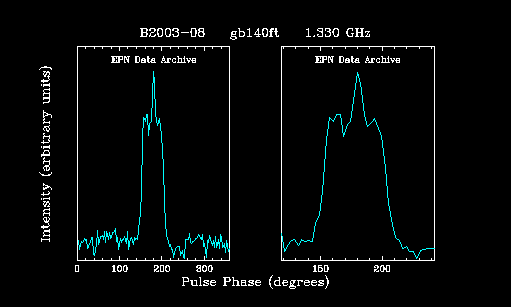 B2003-08 gb140ft 1.330 GHz
EPN Data Archive EPN Data Archive
Intensity (arbitrary units)
0 100 200 300 150 200
Pulse Phase (degrees)